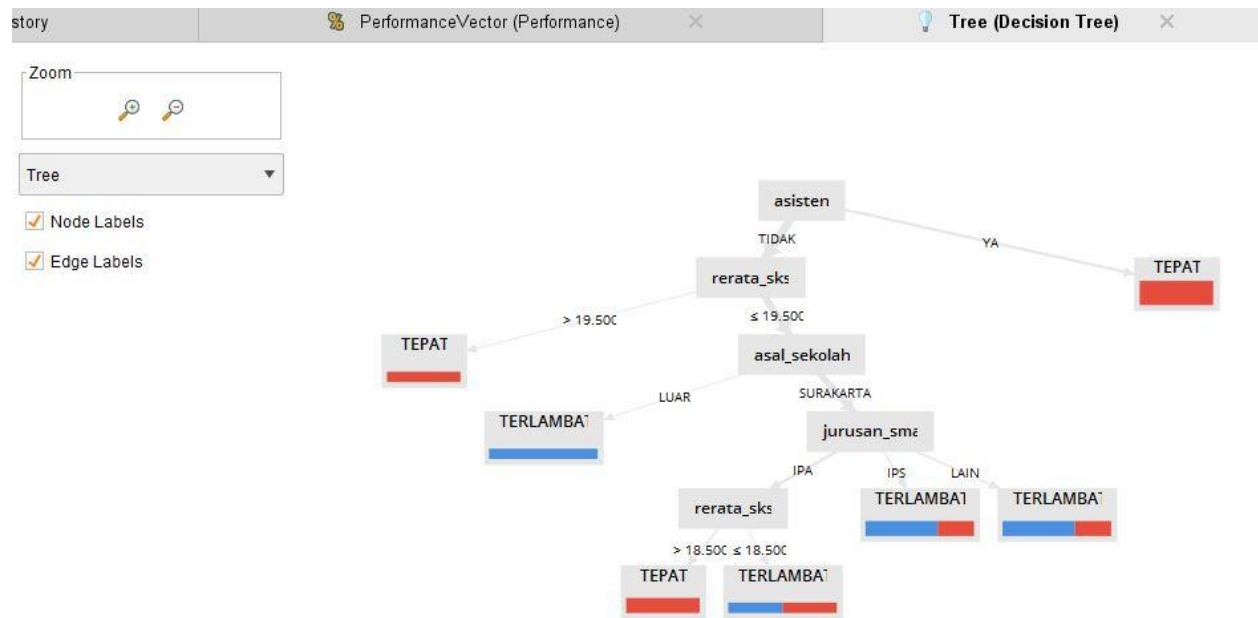 story
PerformanceVector (Performance)
Tree (Decision Tree)
Zoom
Tree
Node Labels
Edge Labels
asisten
TIDAK
YA
rerata_sks
TEPAT
> 19.500
≤ 19.500
TEPAT
asal_sekolah
LUAR
SURAKARTA
TERLAMBAT
jurusan_sma
IPA
IPS
LAIN
rerata_sks
TERLAMBAT
TERLAMBAT
> 18.500
≤ 18.500
TEPAT
TERLAMBAT